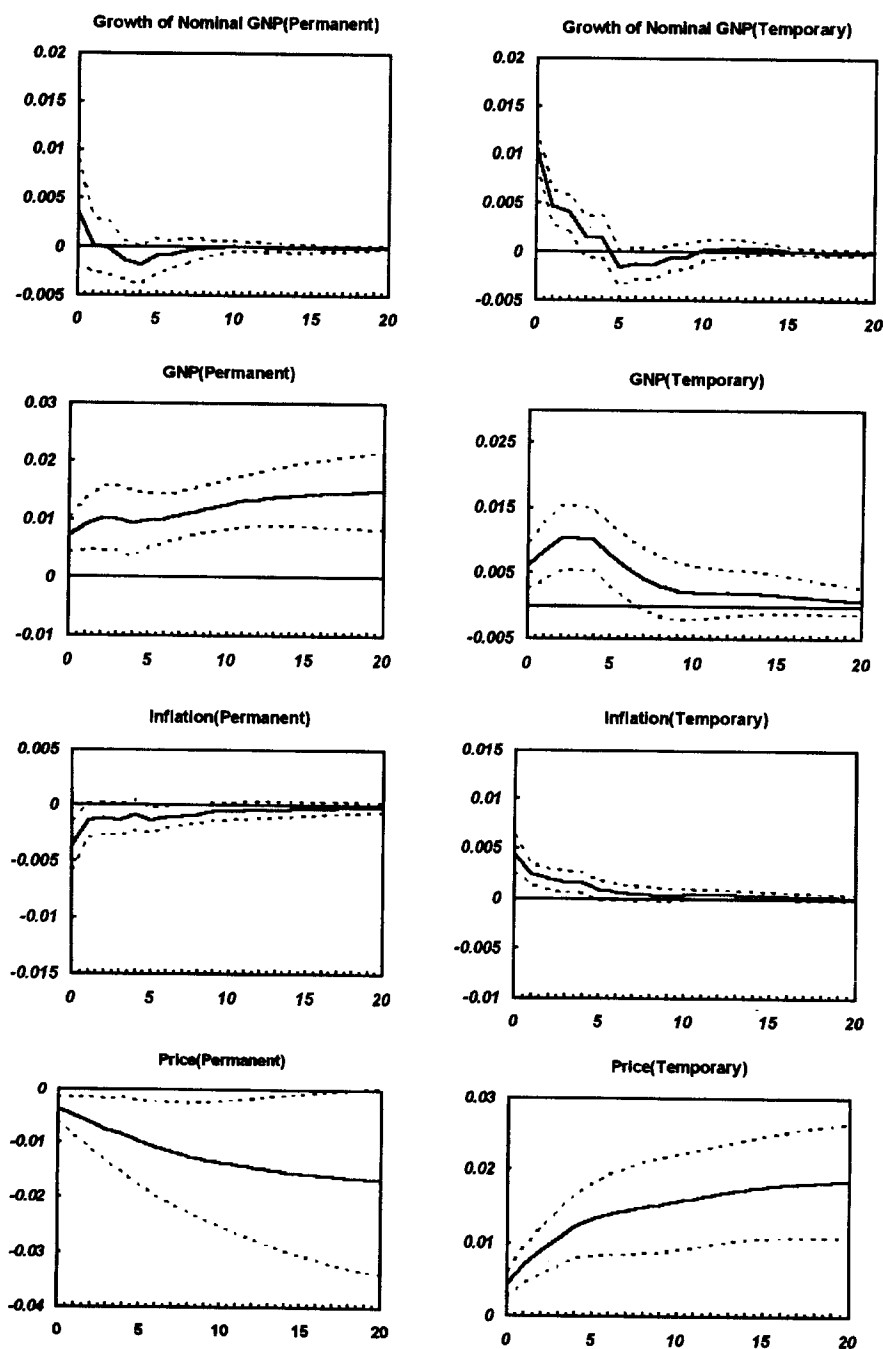 Growth of Nominal GNP(Permanent)
0.02
0.015
0.01
0.005
0
-0.005
0 5 10 15 20
Growth of Nominal GNP(Temporary)
0.02
0.015
0.01
0.005
0
-0.005
0 5 10 15 20
GNP(Permanent)
0.03
0.02
0.01
0
-0.01
0 5 10 15 20
GNP(Temporary)
0.025
0.015
0.005
-0.005
0 5 10 15 20
Inflation(Permanent)
0.005
0
-0.005
-0.01
-0.015
0 5 10 15 20
Inflation(Temporary)
0.015
0.01
0.005
0
-0.005
-0.01
0 5 10 15 20
Price(Permanent)
0
-0.01
-0.02
-0.03
-0.04
0 5 10 15 20
Price(Temporary)
0.03
0.02
0.01
0
0 5 10 15 20